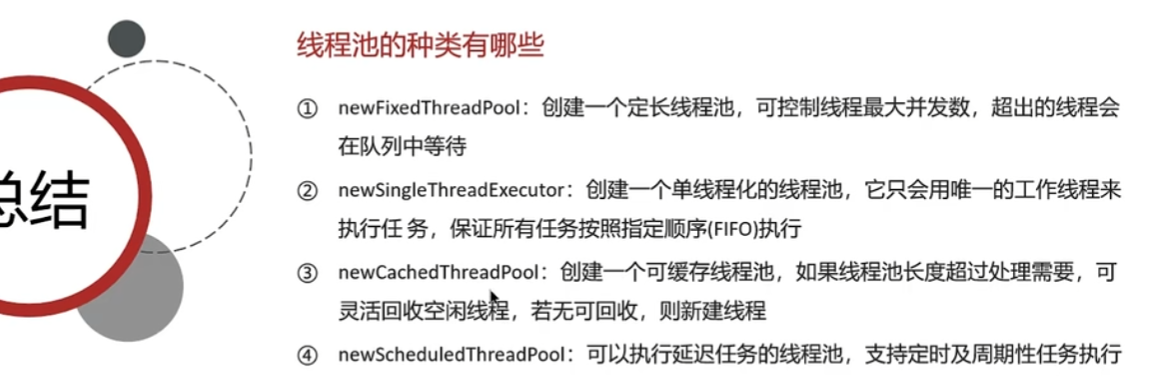 线程池的种类有哪些
总结
① newFixedThreadPool：创建一个定长线程池，可控制线程最大并发数，超出的线程会
在队列中等待
② newSingleThreadExecutor：创建一个单线程化的线程池，它只会用唯一的工作线程来
执行任 务，保证所有任务按照指定顺序(FIFO)执行
③ newCachedThreadPool：创建一个可缓存线程池，如果线程池长度超过处理需要，可
灵活回收空闲线程，若无可回收，则新建线程
④ newScheduledThreadPool：可以执行延迟任务的线程池，支持定时及周期性任务执行